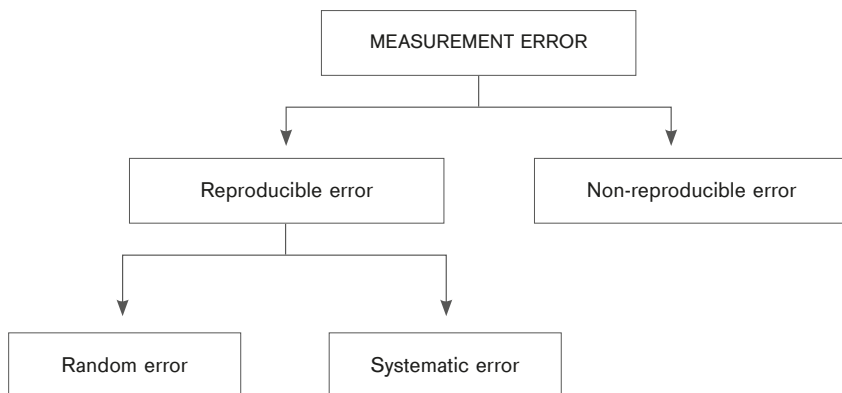 MEASUREMENT ERROR
Reproducible error
Non-reproducible error
Random error
Systematic error